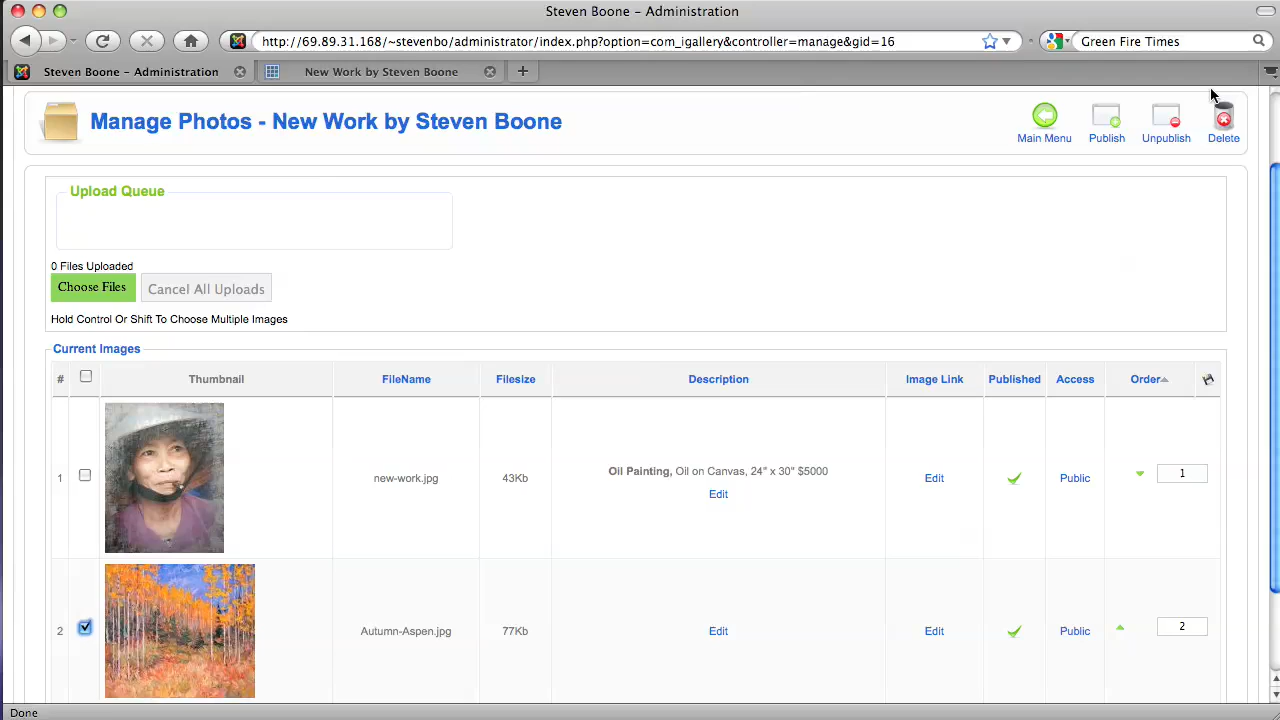 Steven Boone – Administration
http://69.89.31.168/~stevenbo/administrator/index.php?option=com_igallery&controller=manage&gid=16
Green Fire Times
Steven Boone - Administration
New Work by Steven Boone
Manage Photos - New Work by Steven Boone
Main Menu
Publish
Unpublish
Delete
Upload Queue
0 Files Uploaded
Choose Files
Cancel All Uploads
Hold Control Or Shift To Choose Multiple Images
Current Images
# Thumbnail FileName Filesize Description Image Link Published Access Order
1 new-work.jpg 43Kb Oil Painting, Oil on Canvas, 24" x 30" $5000 Edit Public 1
Edit
2 Autumn-Aspen.jpg 77Kb Edit Edit Public 2
Done